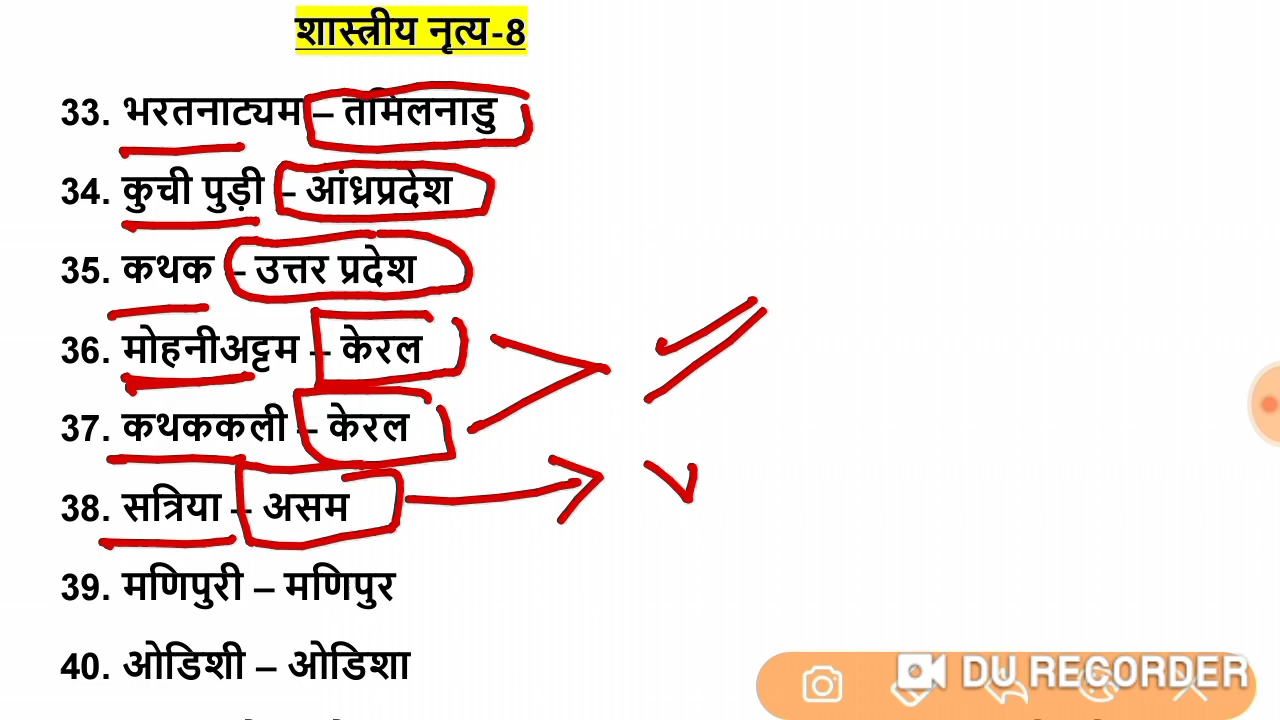 शास्त्रीय नृत्य-8
33. भरतनाट्यम – तमिलनाडु
34. कुची पुड़ी – आंध्रप्रदेश
35. कथक – उत्तर प्रदेश
36. मोहनीअट्टम – केरल
37. कथककली – केरल
38. सत्रिया – असम
39. मणिपुरी – मणिपुर
40. ओडिशी – ओडिशा
DU RECORDER